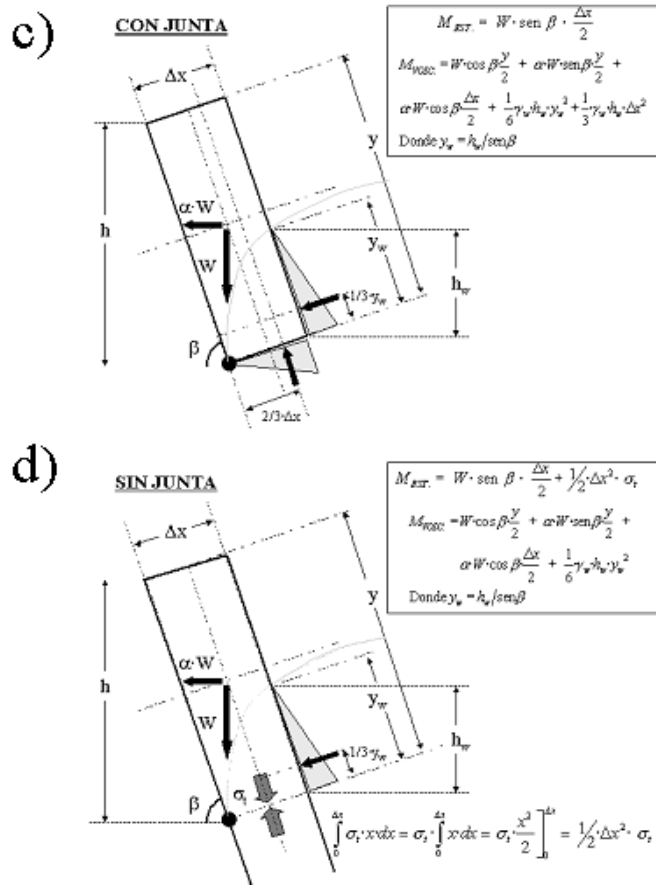 c)
CON JUNTA
Δx
h
α·W
W
β
2/3·Δx
1/3·y_w
y
y_w
h_w
M_EST. = W · sen β · Δx/2
M_VOSC. = W·cos β·y/2 + α·W·sen β·y/2 +
α·W·cos β·Δx/2 + 1/6·γ_w·h_w·y_w² + 1/3·γ_w·h_w·Δx²
Donde y_w = h_w/sen β
d)
SIN JUNTA
Δx
h
α·W
W
σ_t
β
1/3·y_w
y
y_w
h_w
M_EST. = W · sen β · Δx/2 + 1/2·Δx² · σ_t
M_VOSC. = W·cos β·y/2 + α·W·sen β·y/2 +
α·W·cos β·Δx/2 + 1/6·γ_w·h_w·y_w²
Donde y_w = h_w/sen β
∫₀^Δx σ_t·x·dx = σ_t·∫₀^Δx x·dx = σ_t·x²/2]₀^Δx = 1/2·Δx² · σ_t